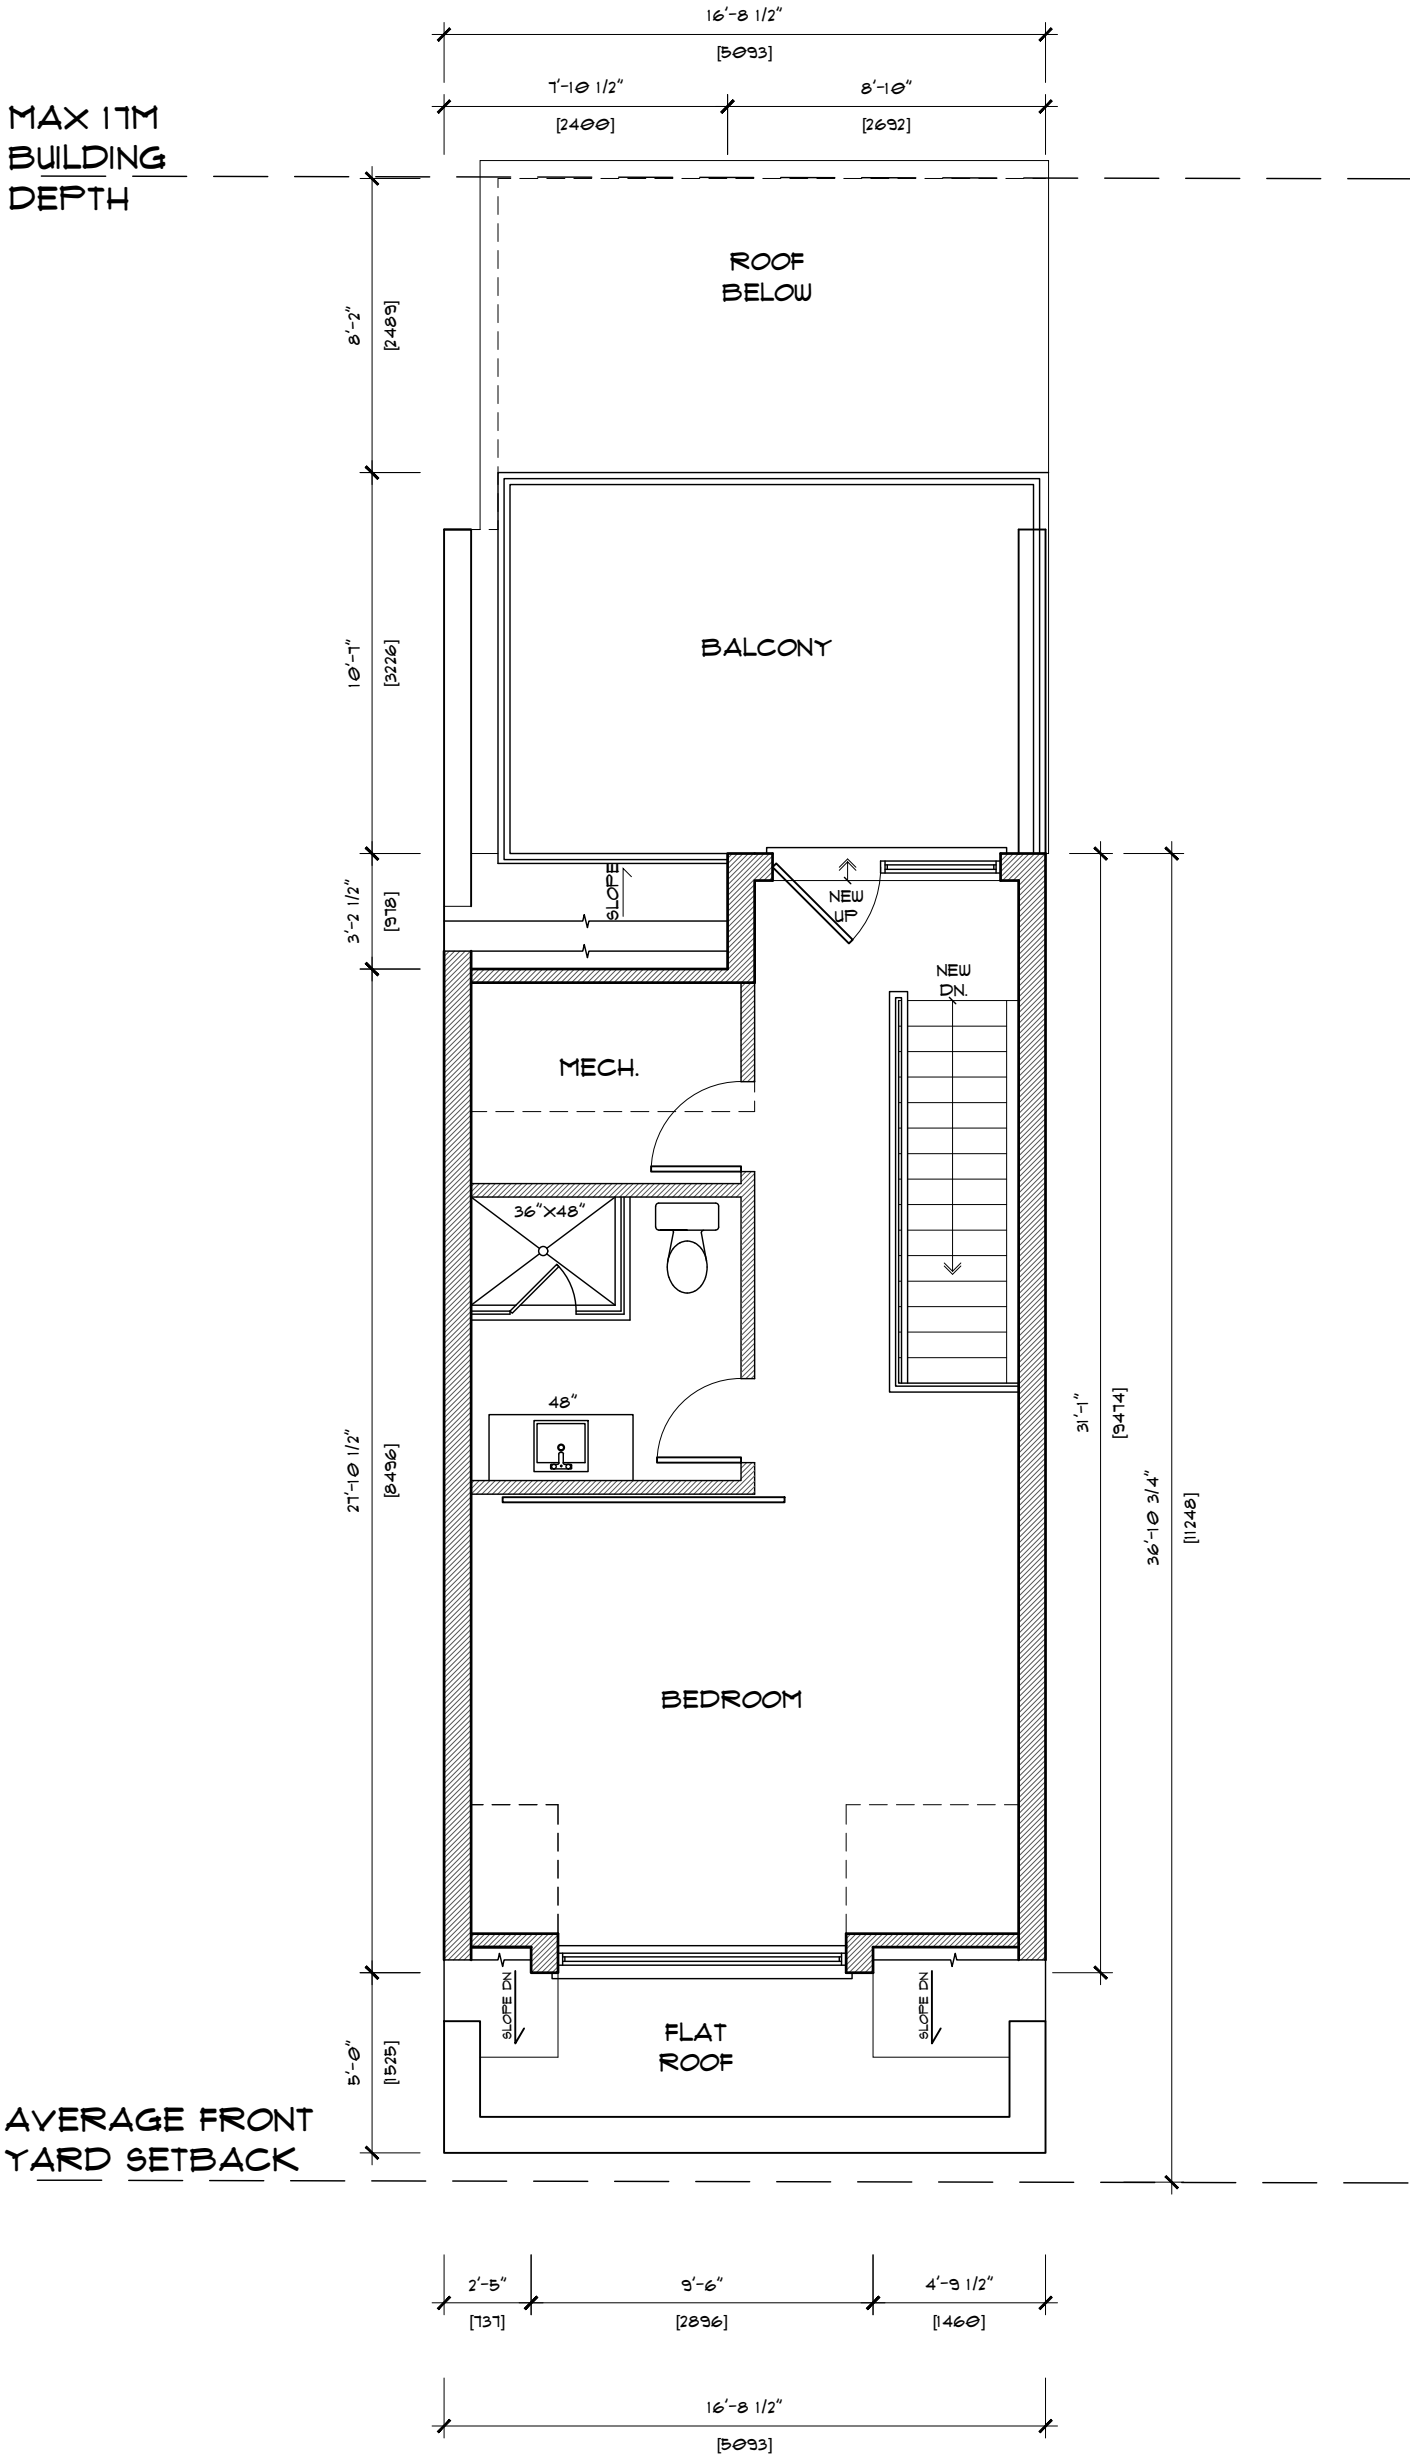 16'-8 1/2"
[5093]
7'-10 1/2"
8'-10"
[2400]
[2692]
MAX 17M
BUILDING
DEPTH
ROOF
BELOW
8'-2"
[2489]
BALCONY
10'-7"
[3226]
SLOPE
NEW
UP
3'-2 1/2"
[978]
NEW
DN.
MECH.
36"X48"
48"
27'-10 1/2"
[8496]
31'-1"
[9474]
36'-10 3/4"
[11248]
BEDROOM
SLOPE DN
SLOPE DN
FLAT
ROOF
5'-0"
[1525]
AVERAGE FRONT
YARD SETBACK
2'-5"
9'-6"
4'-9 1/2"
[737]
[2896]
[1460]
16'-8 1/2"
[5093]